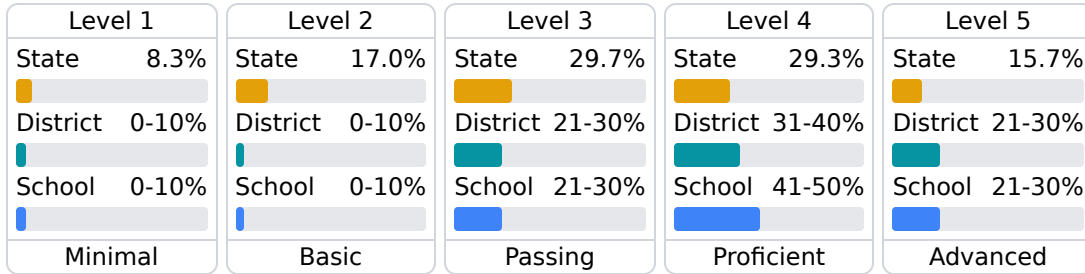 Level 1
State 8.3%
District 0-10%
School 0-10%
Minimal
Level 2
State 17.0%
District 0-10%
School 0-10%
Basic
Level 3
State 29.7%
District 21-30%
School 21-30%
Passing
Level 4
State 29.3%
District 31-40%
School 41-50%
Proficient
Level 5
State 15.7%
District 21-30%
School 21-30%
Advanced